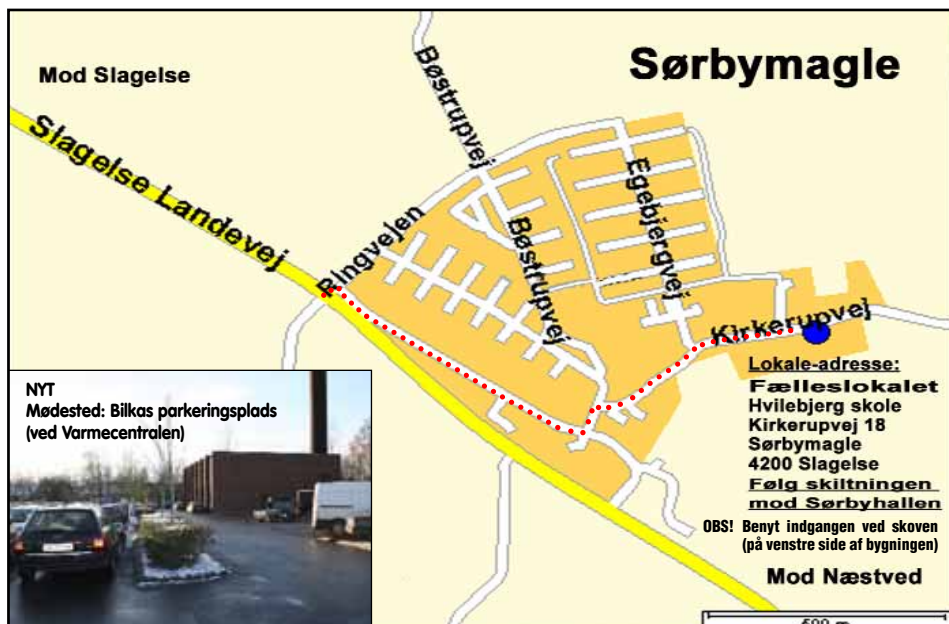 Sørbymagle
Mod Slagelse
Slagelse Landevej
Ringvejen
Bøstrupvej
Bøstrupvej
Egebjergvej
Kirkerupvej
Lokale-adresse:
Fælleslokalet
Hvilebjerg skole
Kirkerupvej 18
Sørbymagle
4200 Slagelse
Følg skiltningen
mod Sørbyhallen
OBS! Benyt indgangen ved skoven
(på venstre side af bygningen)
Mod Næstved
NYT
Mødested: Bilkas parkeringsplads
(ved Varmecentralen)